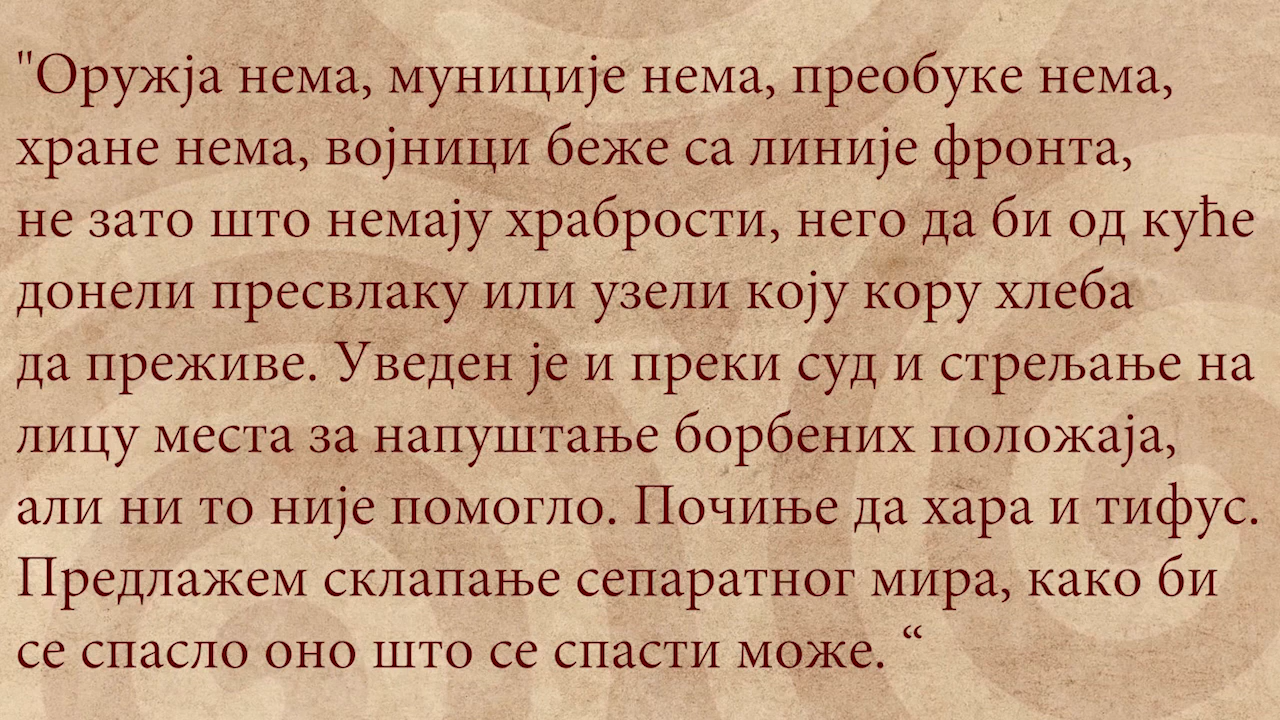 "Оружја нема, муниције нема, преобуке нема,
хране нема, војници беже са линије фронта,
не зато што немају храбрости, него да би од куће
донели пресвлаку или узели коју кору хлеба
да преживе. Уведен је и преки суд и стрељање на
лицу места за напуштање борбених положаја,
али ни то није помогло. Почиње да хара и тифус.
Предлажем склапање сепаратног мира, како би
се спасло оно што се спасти може. “